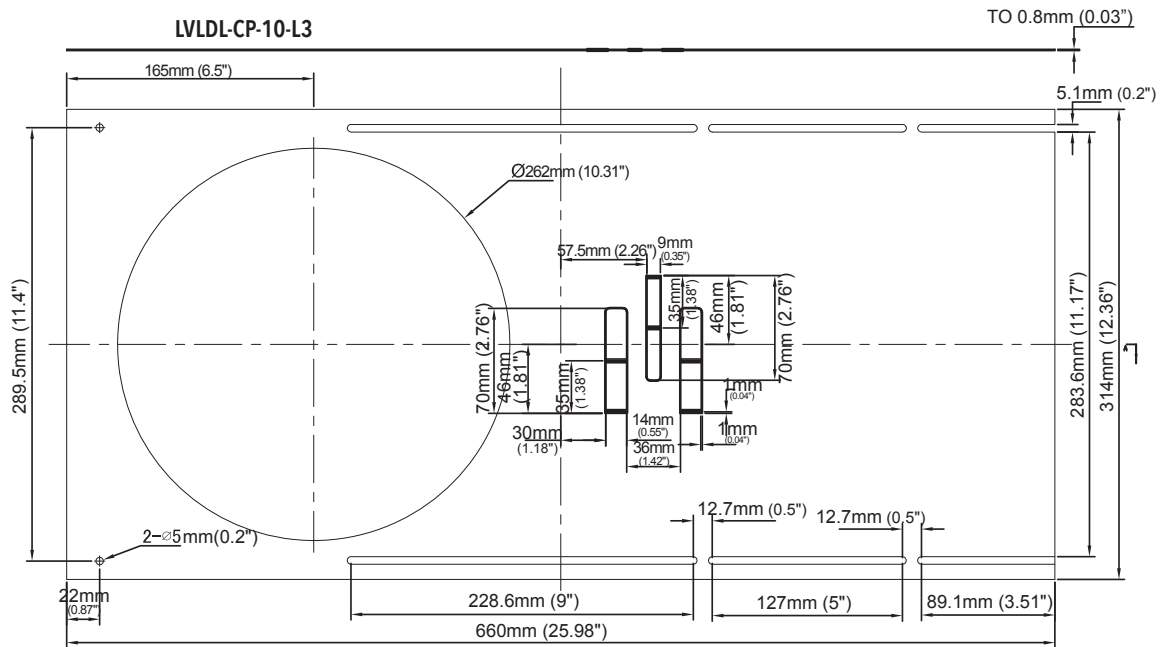 LVLDL-CP-10-L3
TO 0.8mm (0.03")
165mm (6.5")
5.1mm (0.2")
Ø262mm (10.31")
57.5mm (2.26")
9mm
(0.35")
35mm
(1.38")
46mm
(1.81")
70mm (2.76")
289.5mm (11.4")
70mm (2.76")
46mm
(1.81")
35mm
(1.38")
283.6mm (11.17")
314mm (12.36")
1mm
(0.04")
14mm
(0.55")
30mm
(1.18")
1mm
(0.04")
36mm
(1.42")
12.7mm (0.5")
12.7mm (0.5")
2-⌀5mm(0.2")
22mm
(0.87")
228.6mm (9")
127mm (5")
89.1mm (3.51")
660mm (25.98")